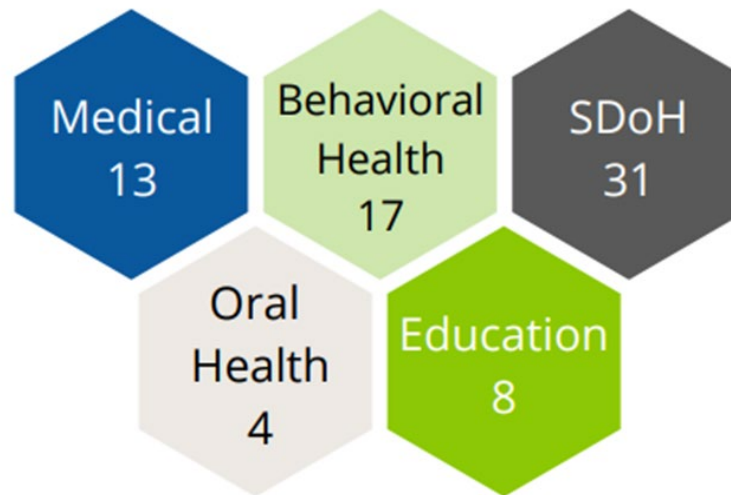 Medical
13
Behavioral
Health
17
SDoH
31
Oral
Health
4
Education
8